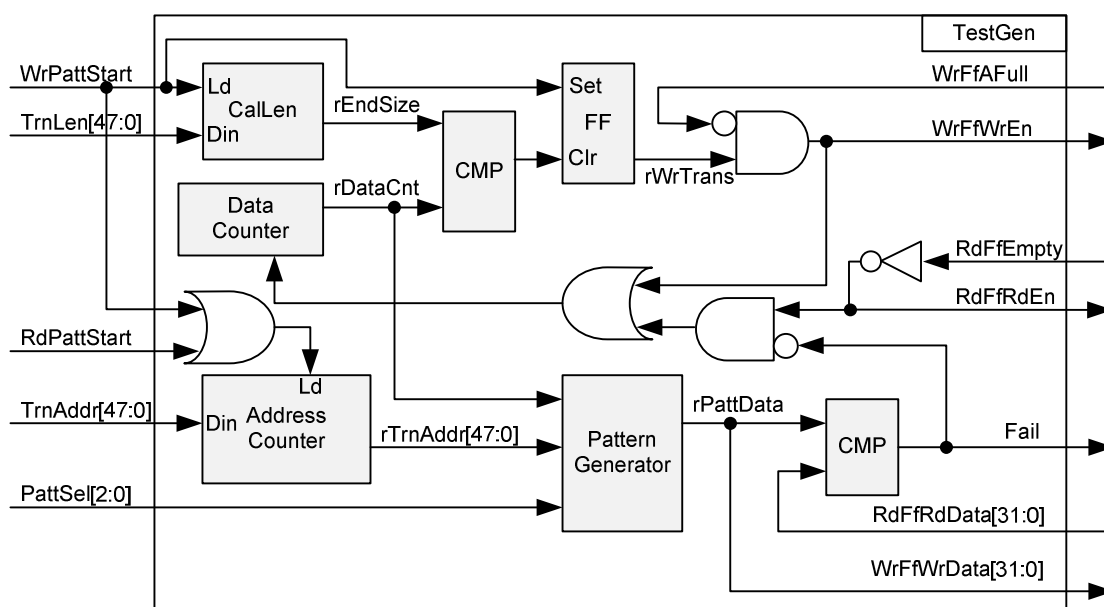 TestGen
WrPattStart
TrnLen[47:0]
Ld
CalLen
Din
rEndSize
CMP
Set
FF
Clr
rWrTrans
WrFfAFull
WrFfWrEn
Data
Counter
rDataCnt
RdFfEmpty
RdFfRdEn
RdPattStart
TrnAddr[47:0]
Ld
Din
Address
Counter
rTrnAddr[47:0]
PattSel[2:0]
Pattern
Generator
rPattData
CMP
Fail
RdFfRdData[31:0]
WrFfWrData[31:0]